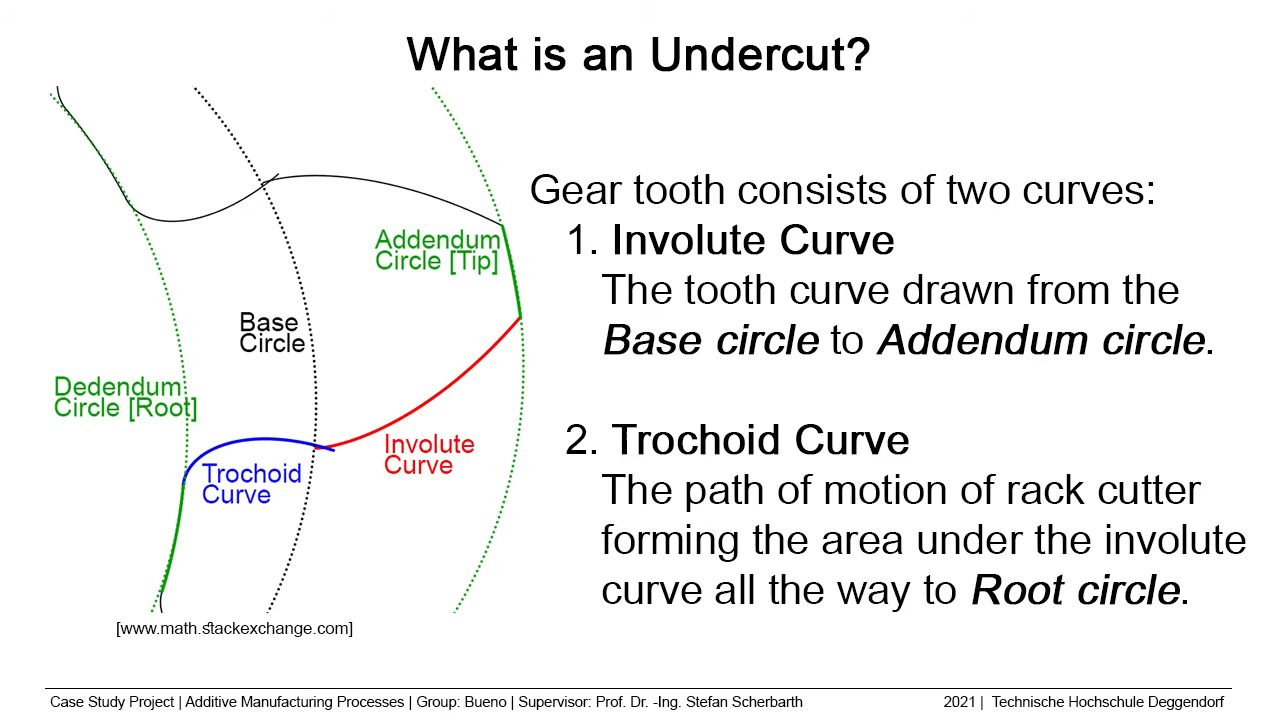 What is an Undercut?
Addendum
Circle [Tip]
Base
Circle
Dedendum
Circle [Root]
Involute
Curve
Trochoid
Curve
[www.math.stackexchange.com]
Gear tooth consists of two curves:
1. Involute Curve
The tooth curve drawn from the
Base circle to Addendum circle.
2. Trochoid Curve
The path of motion of rack cutter
forming the area under the involute
curve all the way to Root circle.
Case Study Project | Additive Manufacturing Processes | Group: Bueno | Supervisor: Prof. Dr. -Ing. Stefan Scherbarth
2021 | Technische Hochschule Deggendorf